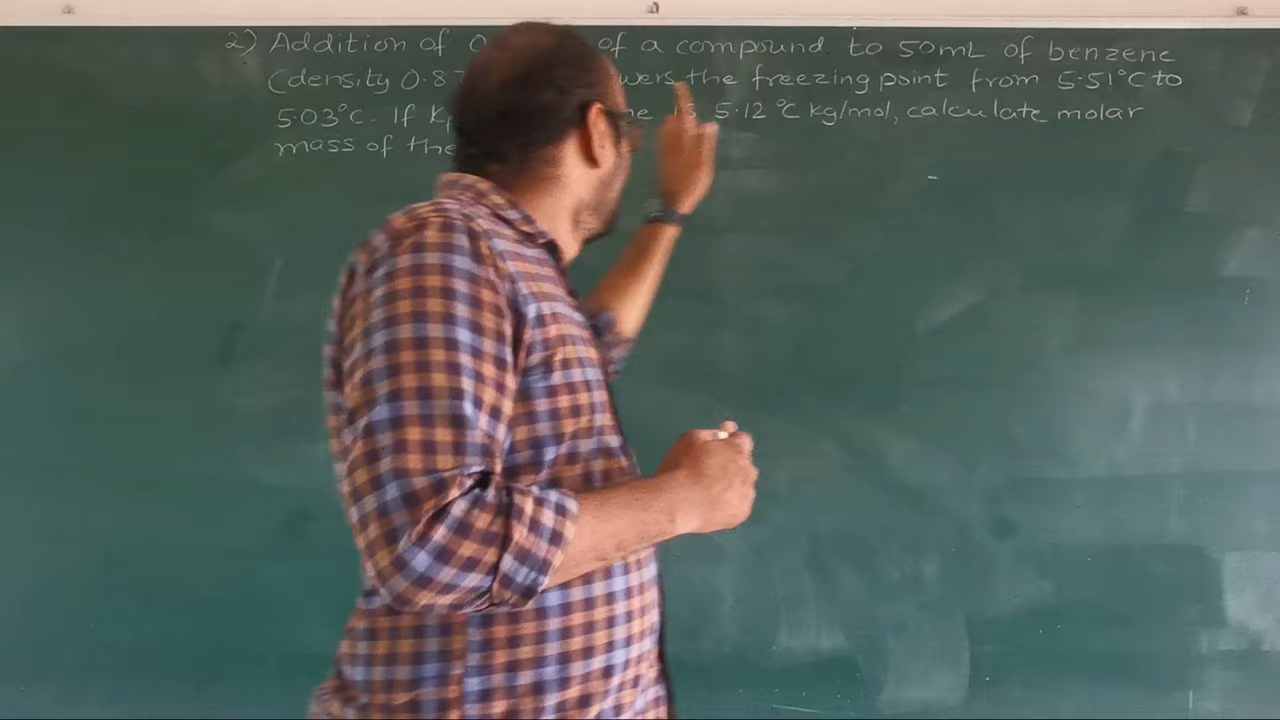 2) Addition of 0 of a compound to 50mL of benzene
(density 0.8 the freezing point from 5.51°C to
5.03°C. If is 5.12 °C kg/mol, calculate molar
mass of the